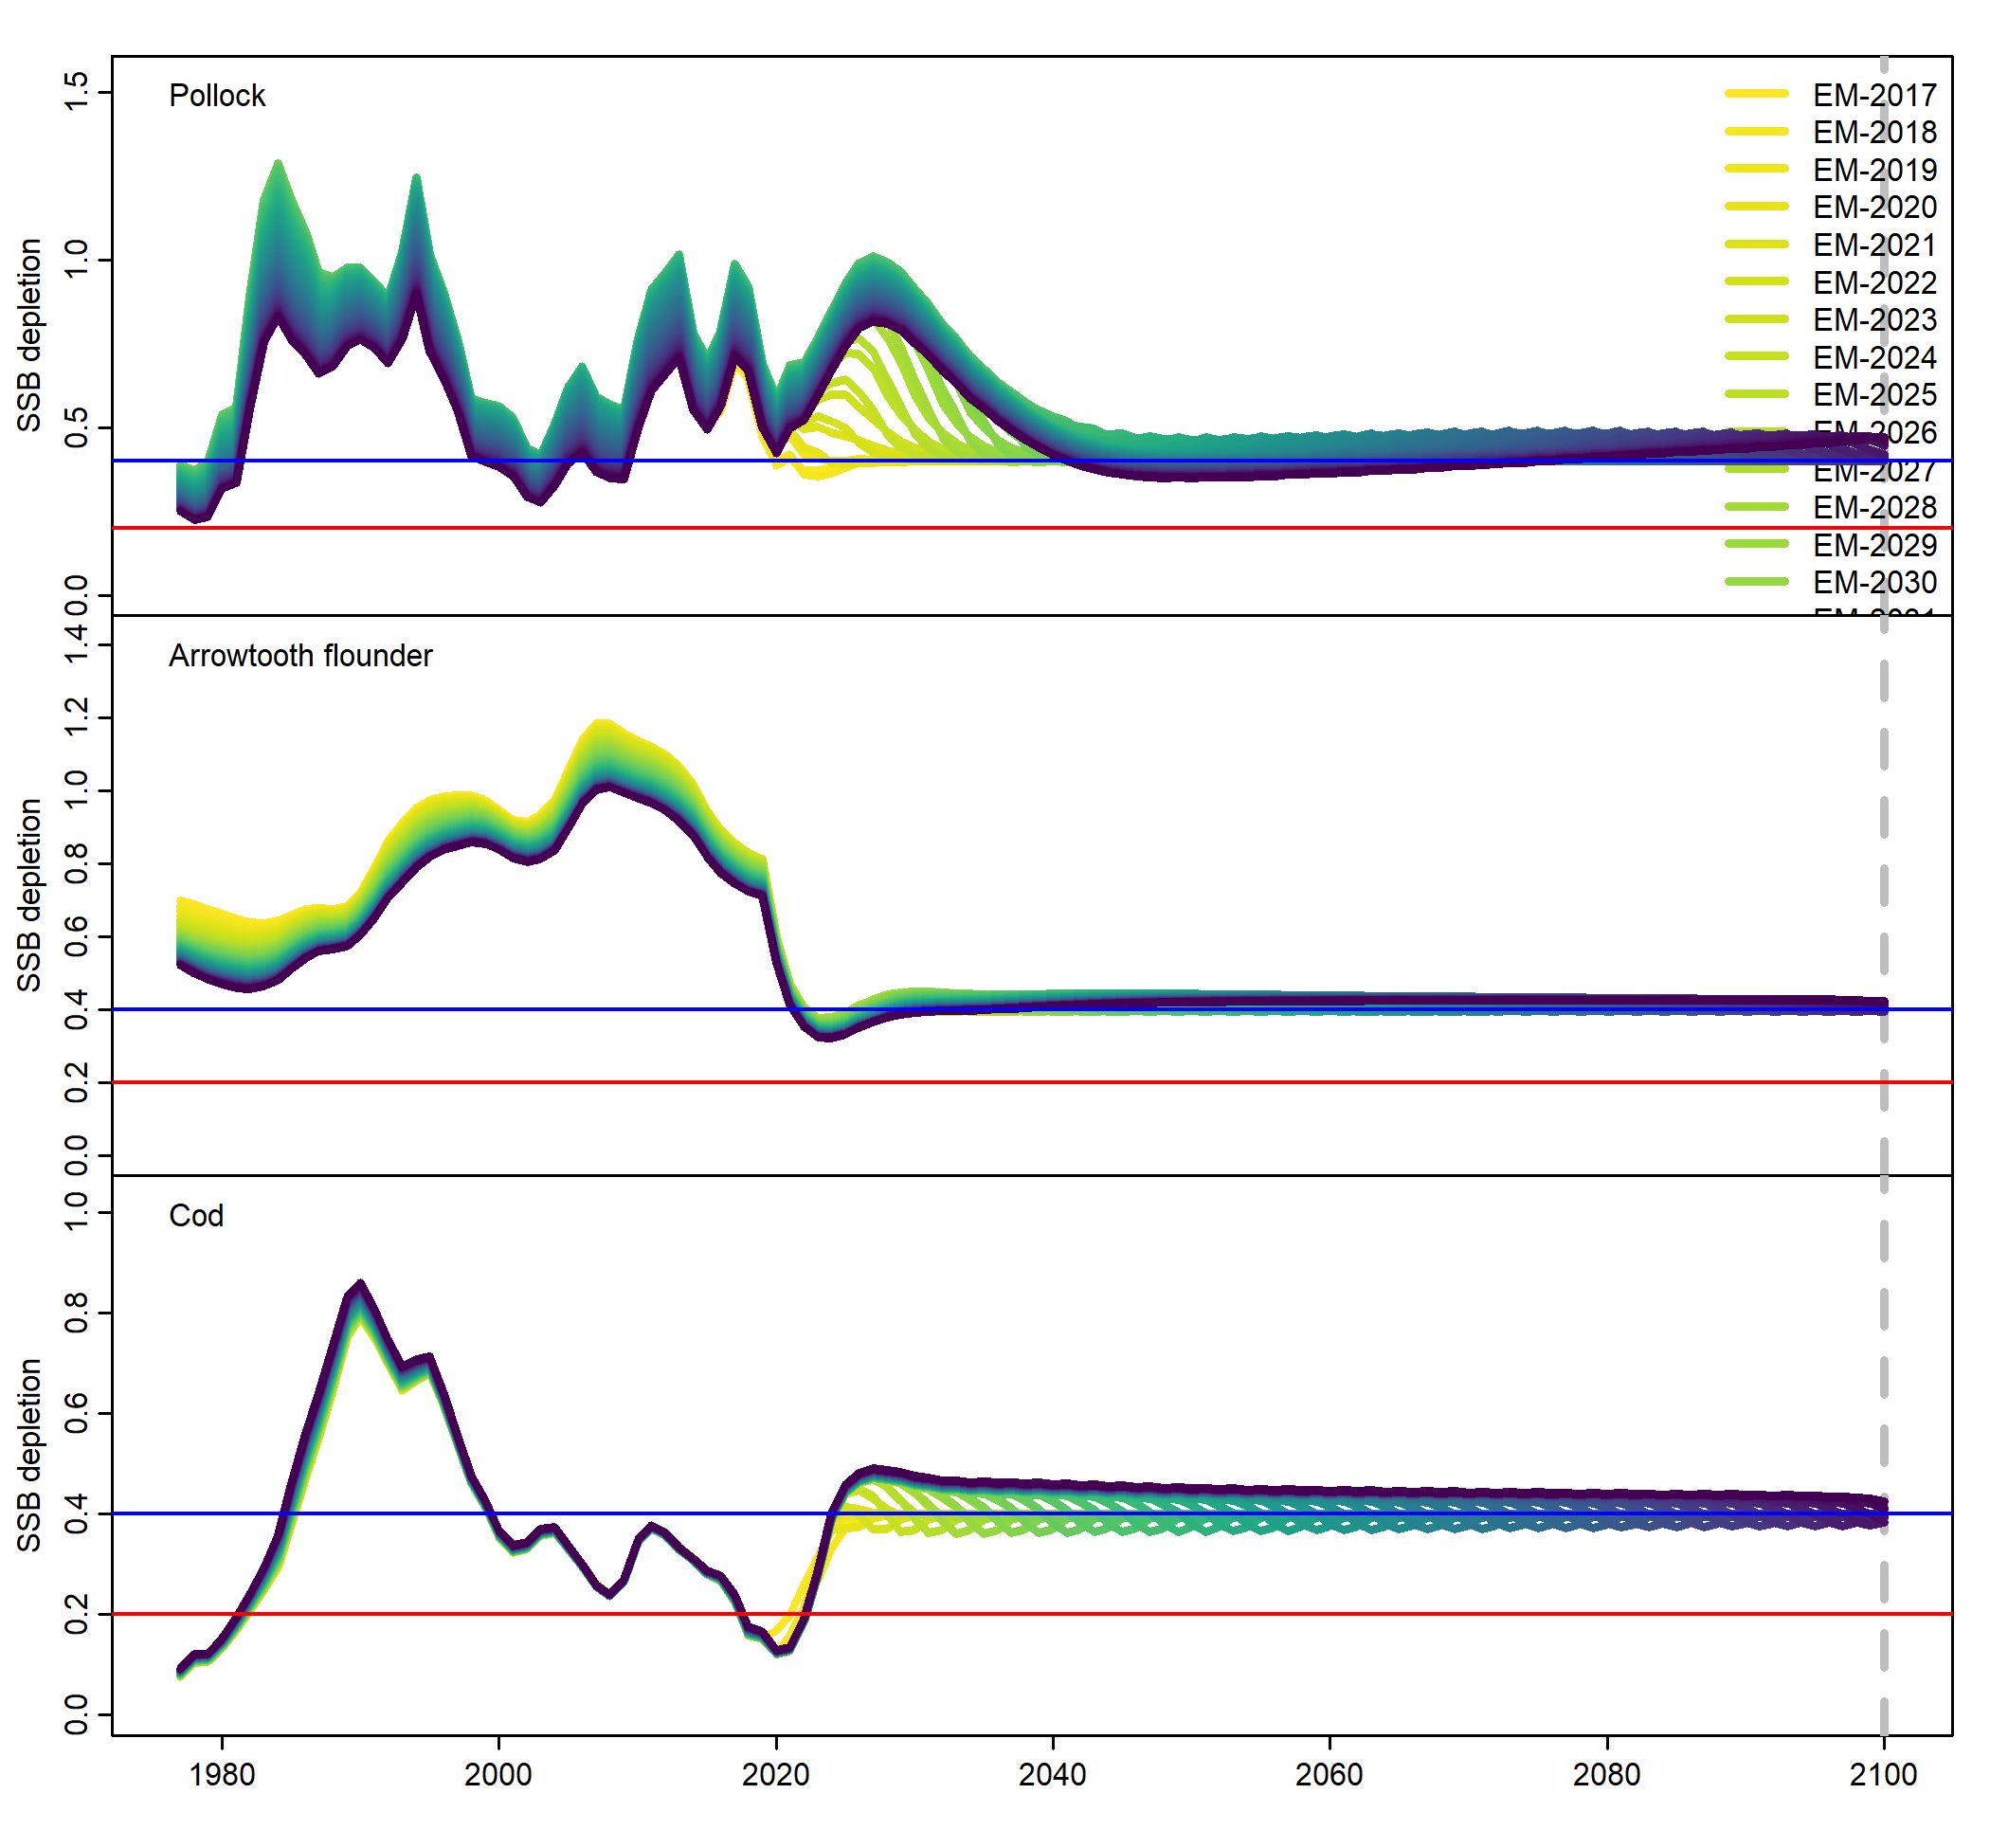 Pollock
SSB depletion
1.5
1.0
0.5
0.0
EM-2017
EM-2018
EM-2019
EM-2020
EM-2021
EM-2022
EM-2023
EM-2024
EM-2025
EM-2026
EM-2027
EM-2028
EM-2029
EM-2030
Arrowtooth flounder
SSB depletion
1.4
1.2
1.0
0.8
0.6
0.4
0.2
0.0
Cod
SSB depletion
1.0
0.8
0.6
0.4
0.2
0.0
1980 2000 2020 2040 2060 2080 2100